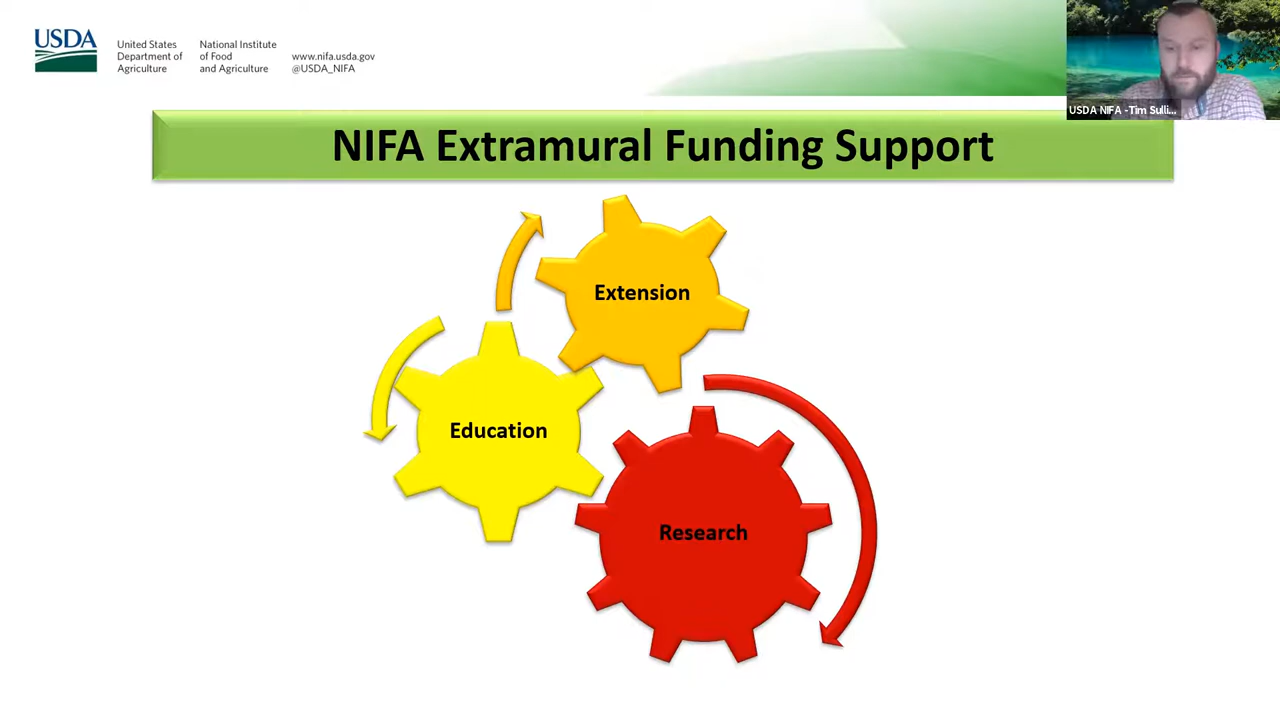 USDA
United States
Department of
Agriculture
National Institute
of Food
and Agriculture
www.nifa.usda.gov
@USDA_NIFA
USDA NIFA -Tim Sulli...
NIFA Extramural Funding Support
Extension
Education
Research